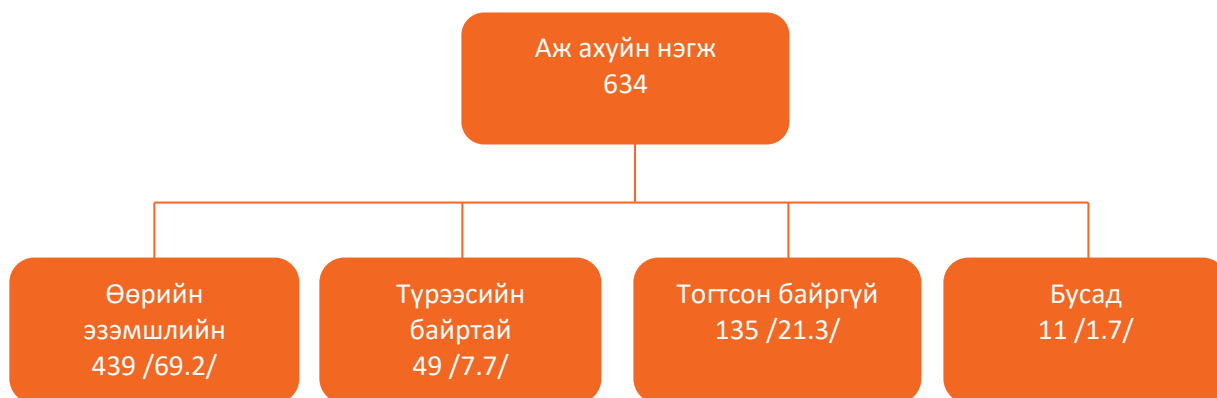 Аж ахуйн нэгж
634
Өөрийн
эзэмшлийн
439 /69.2/
Түрээсийн
байртай
49 /7.7/
Тогтсон байргүй
135 /21.3/
Бусад
11 /1.7/